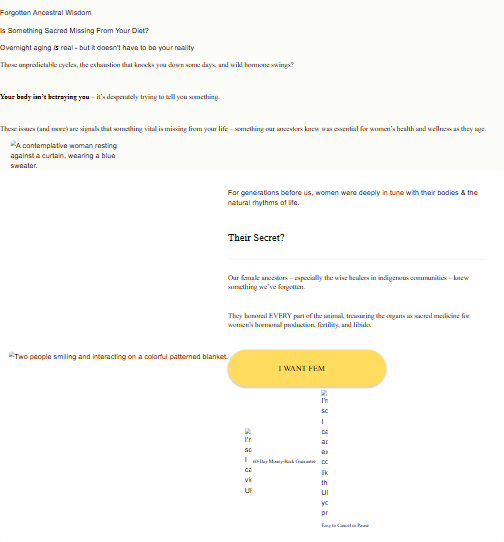 Forgotten Ancestral Wisdom
Is Something Sacred Missing From Your Diet?
Overnight aging is real - but it doesn't have to be your reality
Those unpredictable cycles, the exhaustion that knocks you down some days, and wild hormone swings?
Your body isn't betraying you – it's desperately trying to tell you something.
These issues (and more) are signals that something vital is missing from your life – something our ancestors knew was essential for women's health and wellness as they age.
A contemplative woman resting
against a curtain, wearing a blue
sweater.
For generations before us, women were deeply in tune with their bodies & the
natural rhythms of life.
Their Secret?
Our female ancestors – especially the wise healers in indigenous communities – knew
something we've forgotten.
They honored EVERY part of the animal, treasuring the organs as sacred medicine for
women's hormonal production, fertility, and libido.
Two people smiling and interacting on a colorful patterned blanket.
I WANT FEM
I'm
I
60-Day Money-Back Guarantee
I'm
I
Easy to Cancel or Pause